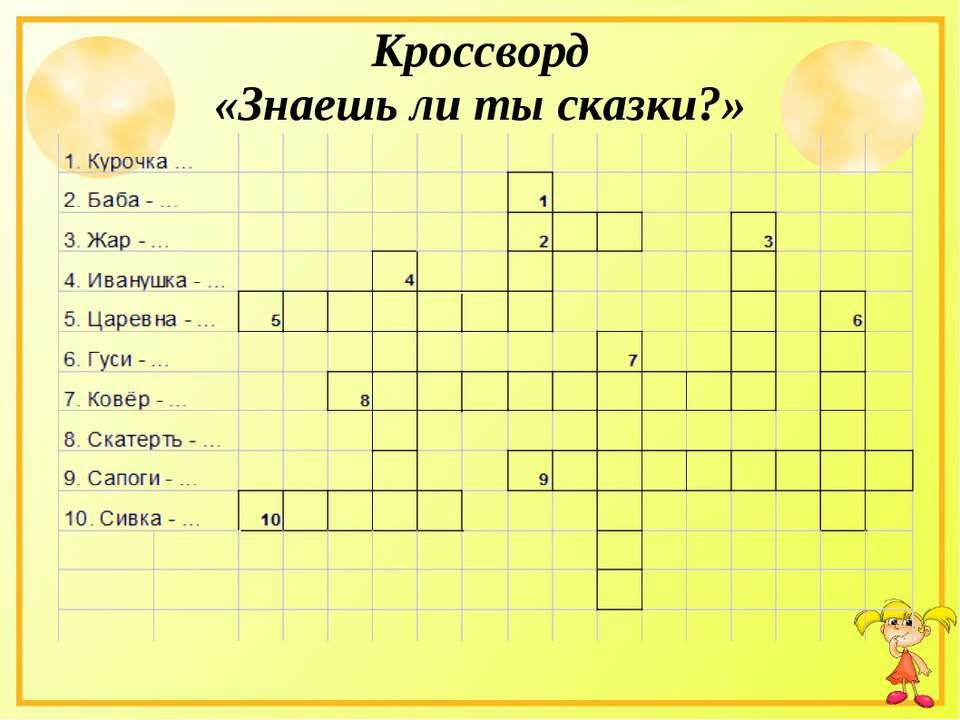 Кроссворд
«Знаешь ли ты сказки?»
1. Курочка …
2. Баба - … 1
3. Жар - … 2 3
4. Иванушка - … 4
5. Царевна - … 5 6
6. Гуси - … 7
7. Ковёр - … 8
8. Скатерть - …
9. Сапоги - … 9
10. Сивка - … 10